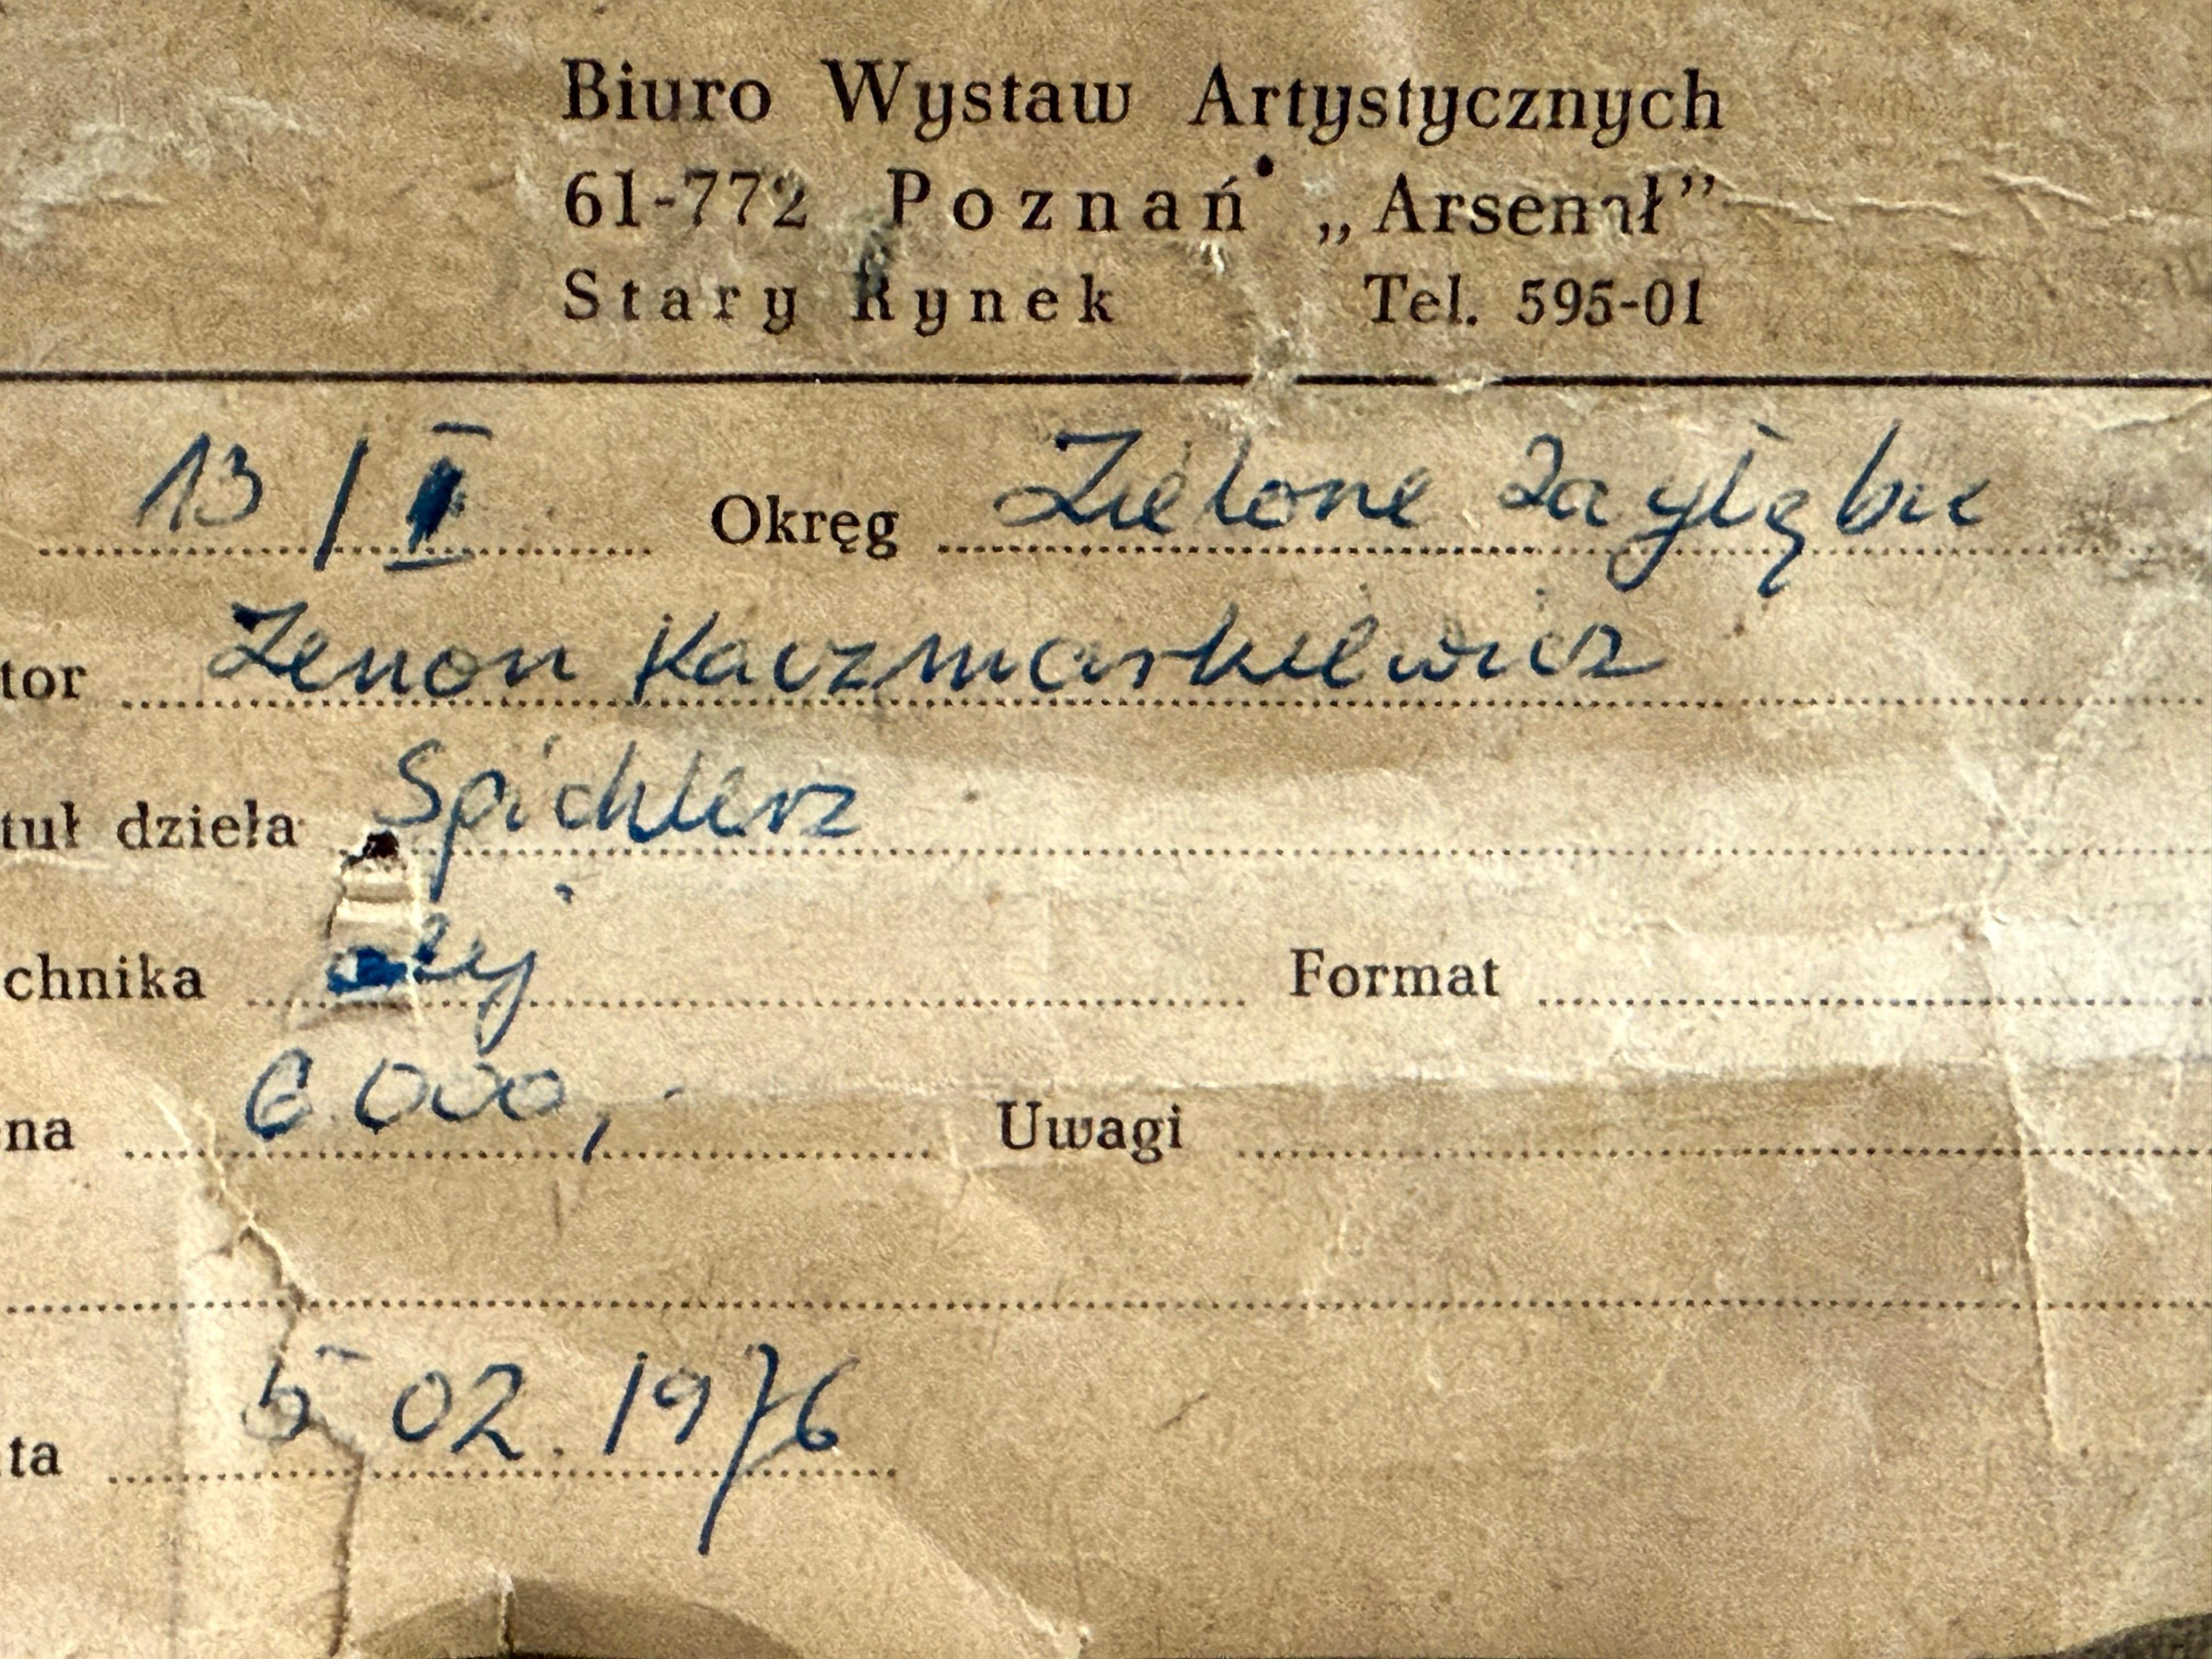 Biuro Wystaw Artystycznych
61-772 Poznań „Arsenał”
Stary Rynek Tel. 595-01
13/II Okręg Zielone Zagłębie
tor Zenon Kaczmarkiewicz
tuł dzieła Spichlerz
chnika olej Format
na 6.000,- Uwagi
ta 5 02.1976